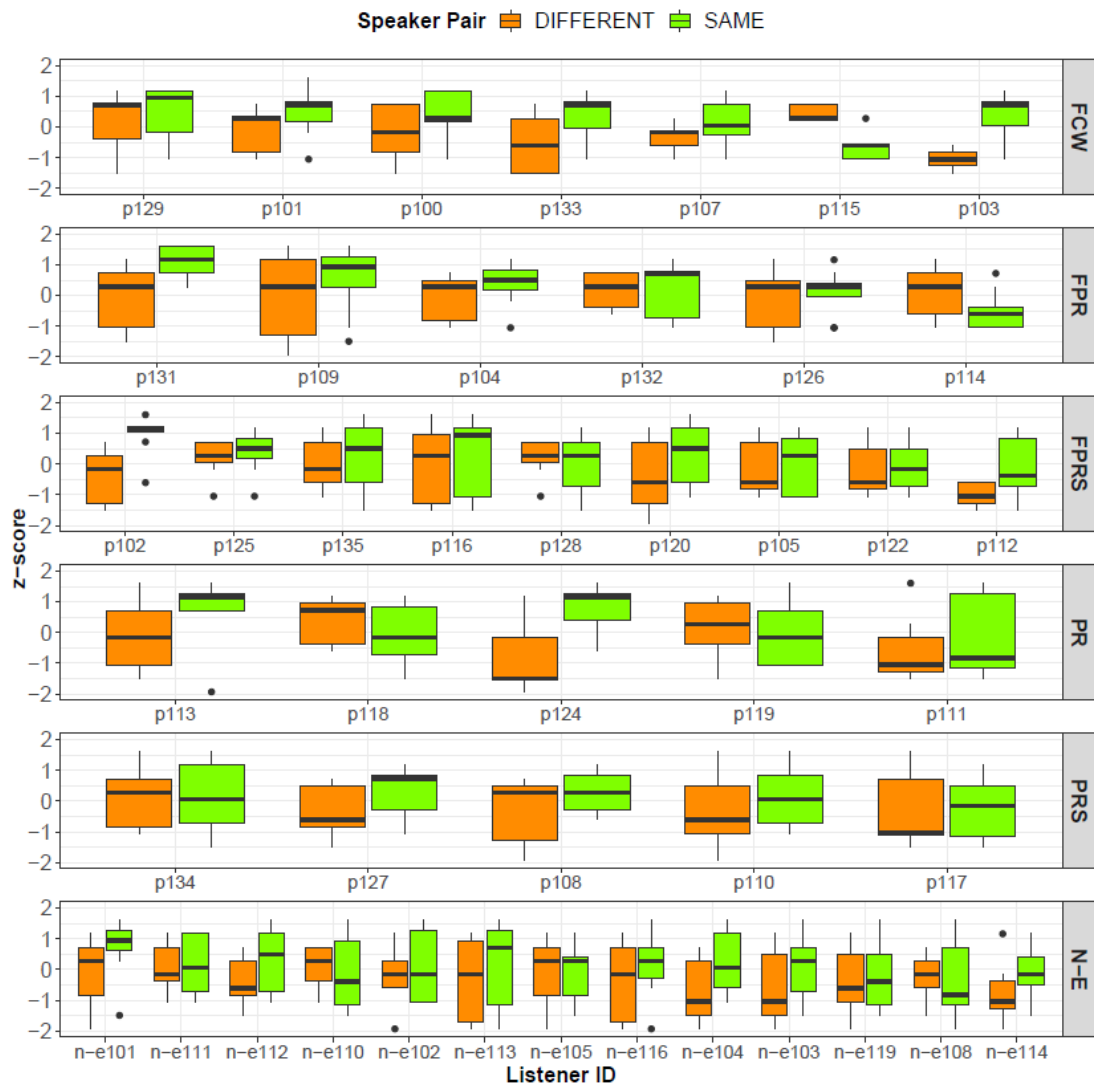 Speaker Pair DIFFERENT SAME
2
1
0
−1
−2
FCW
p129 p101 p100 p133 p107 p115 p103
2
1
0
−1
−2
FPR
p131 p109 p104 p132 p126 p114
2
1
0
−1
−2
FPRS
p102 p125 p135 p116 p128 p120 p105 p122 p112
z−score
2
1
0
−1
−2
PR
p113 p118 p124 p119 p111
2
1
0
−1
−2
PRS
p134 p127 p108 p110 p117
2
1
0
−1
−2
N−E
n−e101 n−e111 n−e112 n−e110 n−e102 n−e113 n−e105 n−e116 n−e104 n−e103 n−e119 n−e108 n−e114
Listener ID